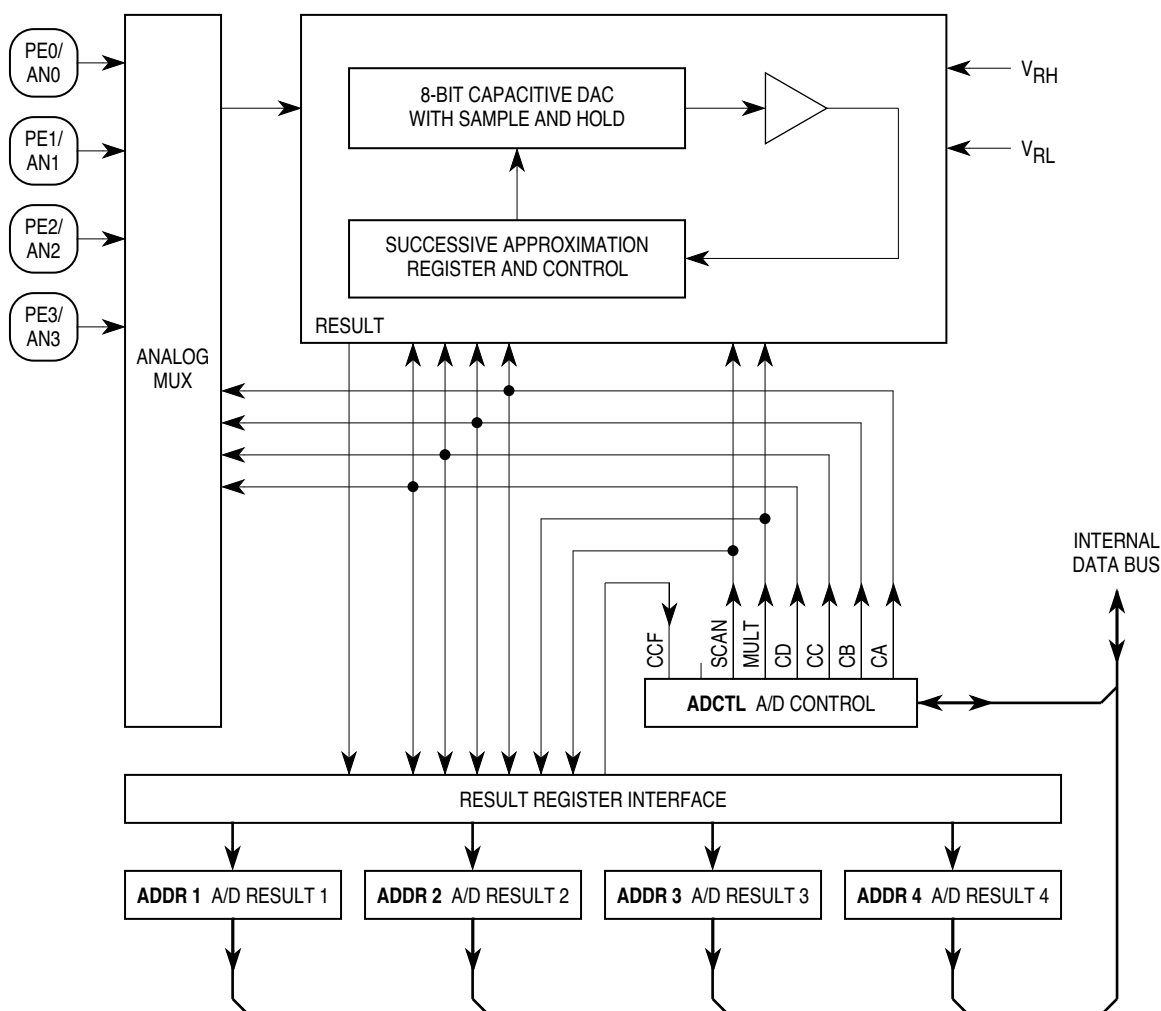 PE0/
AN0
PE1/
AN1
PE2/
AN2
PE3/
AN3
ANALOG
MUX
8-BIT CAPACITIVE DAC
WITH SAMPLE AND HOLD
SUCCESSIVE APPROXIMATION
REGISTER AND CONTROL
RESULT
VRH
VRL
INTERNAL
DATA BUS
CCF
SCAN
MULT
CD
CC
CB
CA
ADCTL A/D CONTROL
RESULT REGISTER INTERFACE
ADDR 1 A/D RESULT 1
ADDR 2 A/D RESULT 2
ADDR 3 A/D RESULT 3
ADDR 4 A/D RESULT 4